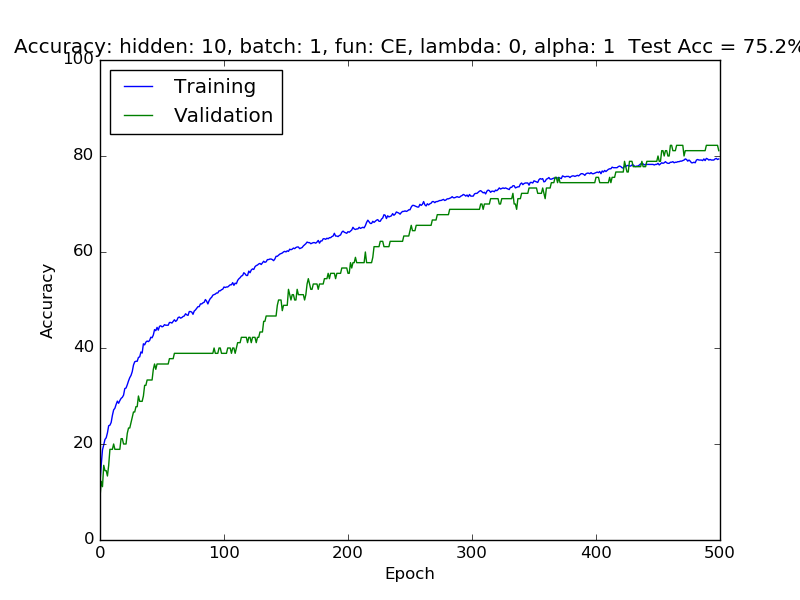 Accuracy: hidden: 10, batch: 1, fun: CE, lambda: 0, alpha: 1  Test Acc = 75.2%
100
80
60
40
20
0
Accuracy
Training
Validation
0 100 200 300 400 500
Epoch